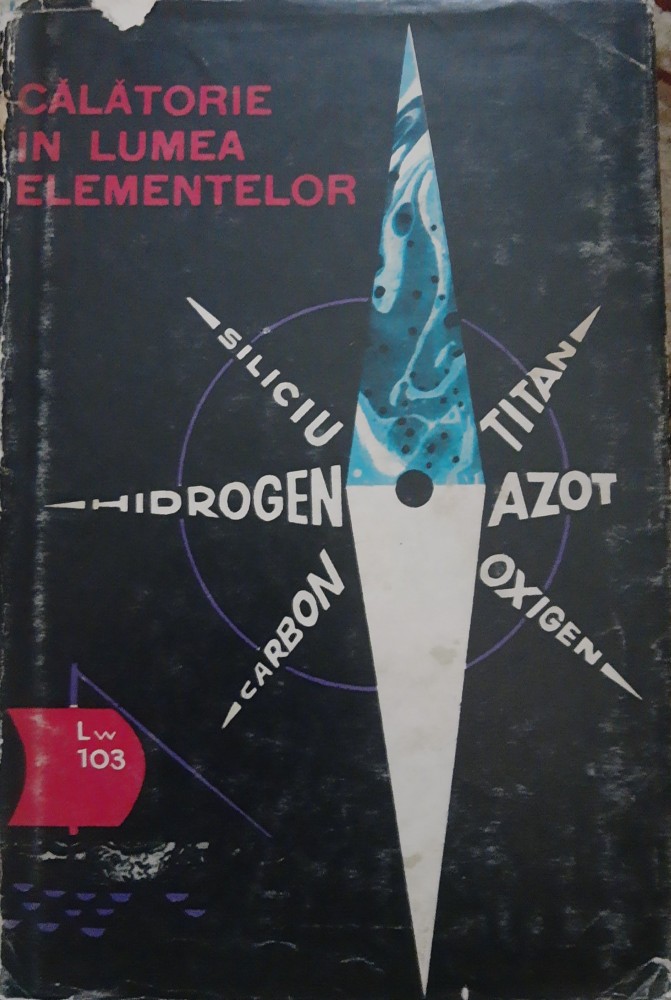 CĂLĂTORIE
ÎN LUMEA
ELEMENTELOR
SILICIU
TITAN
HIDROGEN
AZOT
CARBON
OXIGEN
Lw
103